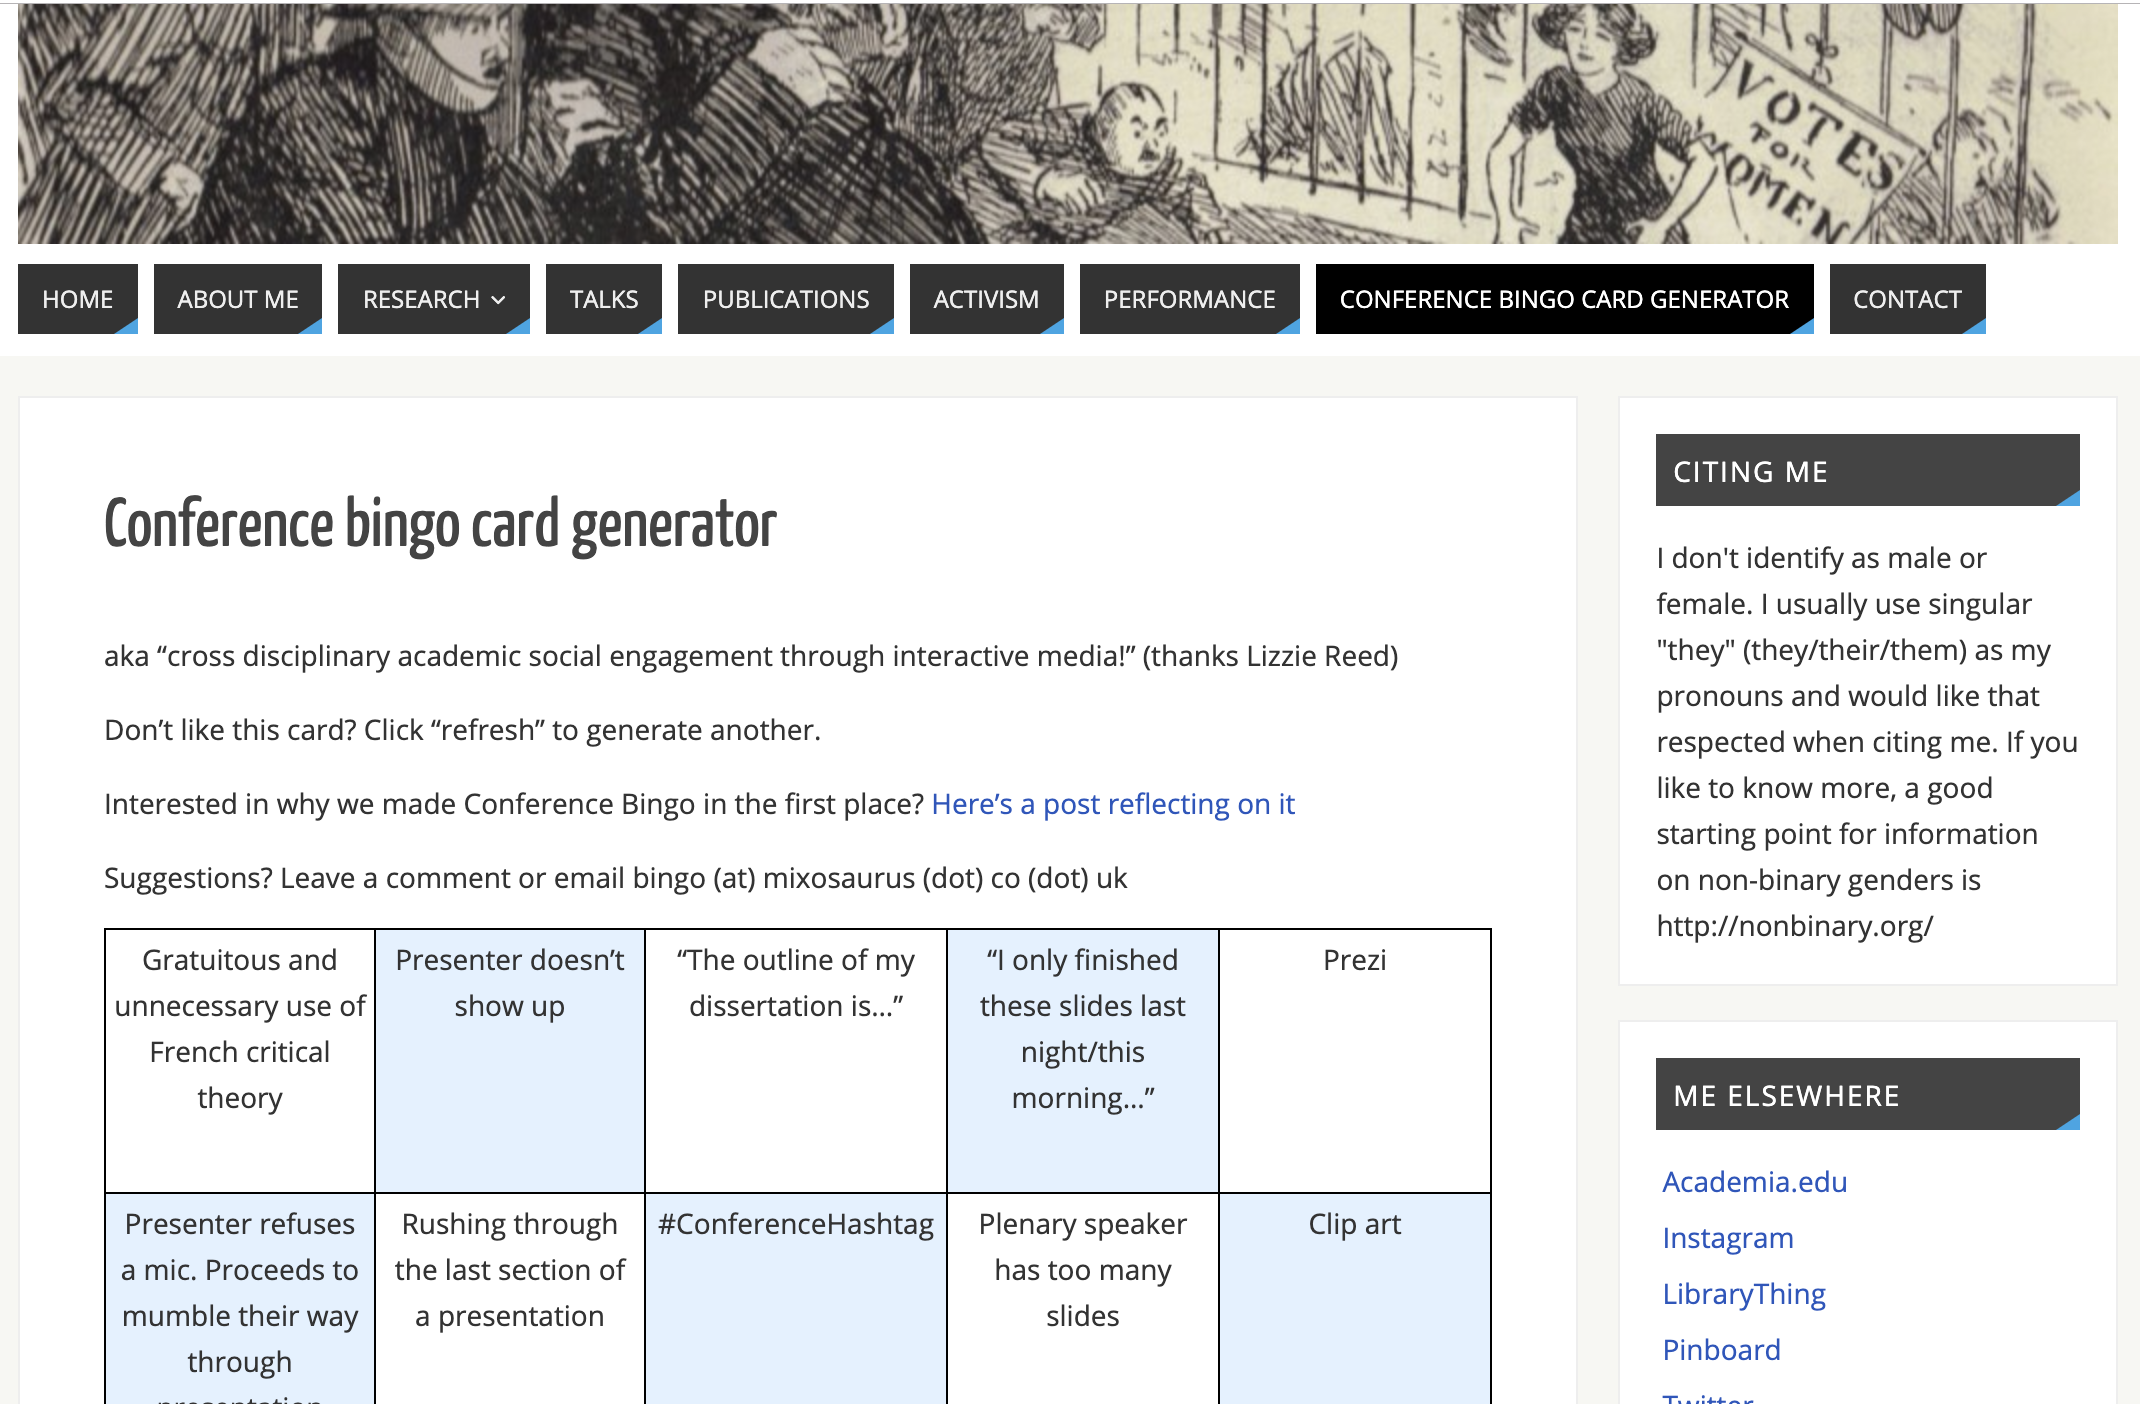 VOTES
FOR
WOMEN
HOME
ABOUT ME
RESEARCH
TALKS
PUBLICATIONS
ACTIVISM
PERFORMANCE
CONFERENCE BINGO CARD GENERATOR
CONTACT
Conference bingo card generator
aka “cross disciplinary academic social engagement through interactive media!” (thanks Lizzie Reed)
Don’t like this card? Click “refresh” to generate another.
Interested in why we made Conference Bingo in the first place? Here’s a post reflecting on it
Suggestions? Leave a comment or email bingo (at) mixosaurus (dot) co (dot) uk
Gratuitous and
unnecessary use of
French critical
theory
Presenter doesn’t
show up
“The outline of my
dissertation is…”
“I only finished
these slides last
night/this
morning…”
Prezi
Presenter refuses
a mic. Proceeds to
mumble their way
through
presentation
Rushing through
the last section of
a presentation
#ConferenceHashtag
Plenary speaker
has too many
slides
Clip art
CITING ME
I don't identify as male or
female. I usually use singular
"they" (they/their/them) as my
pronouns and would like that
respected when citing me. If you
like to know more, a good
starting point for information
on non-binary genders is
http://nonbinary.org/
ME ELSEWHERE
Academia.edu
Instagram
LibraryThing
Pinboard
Twitter